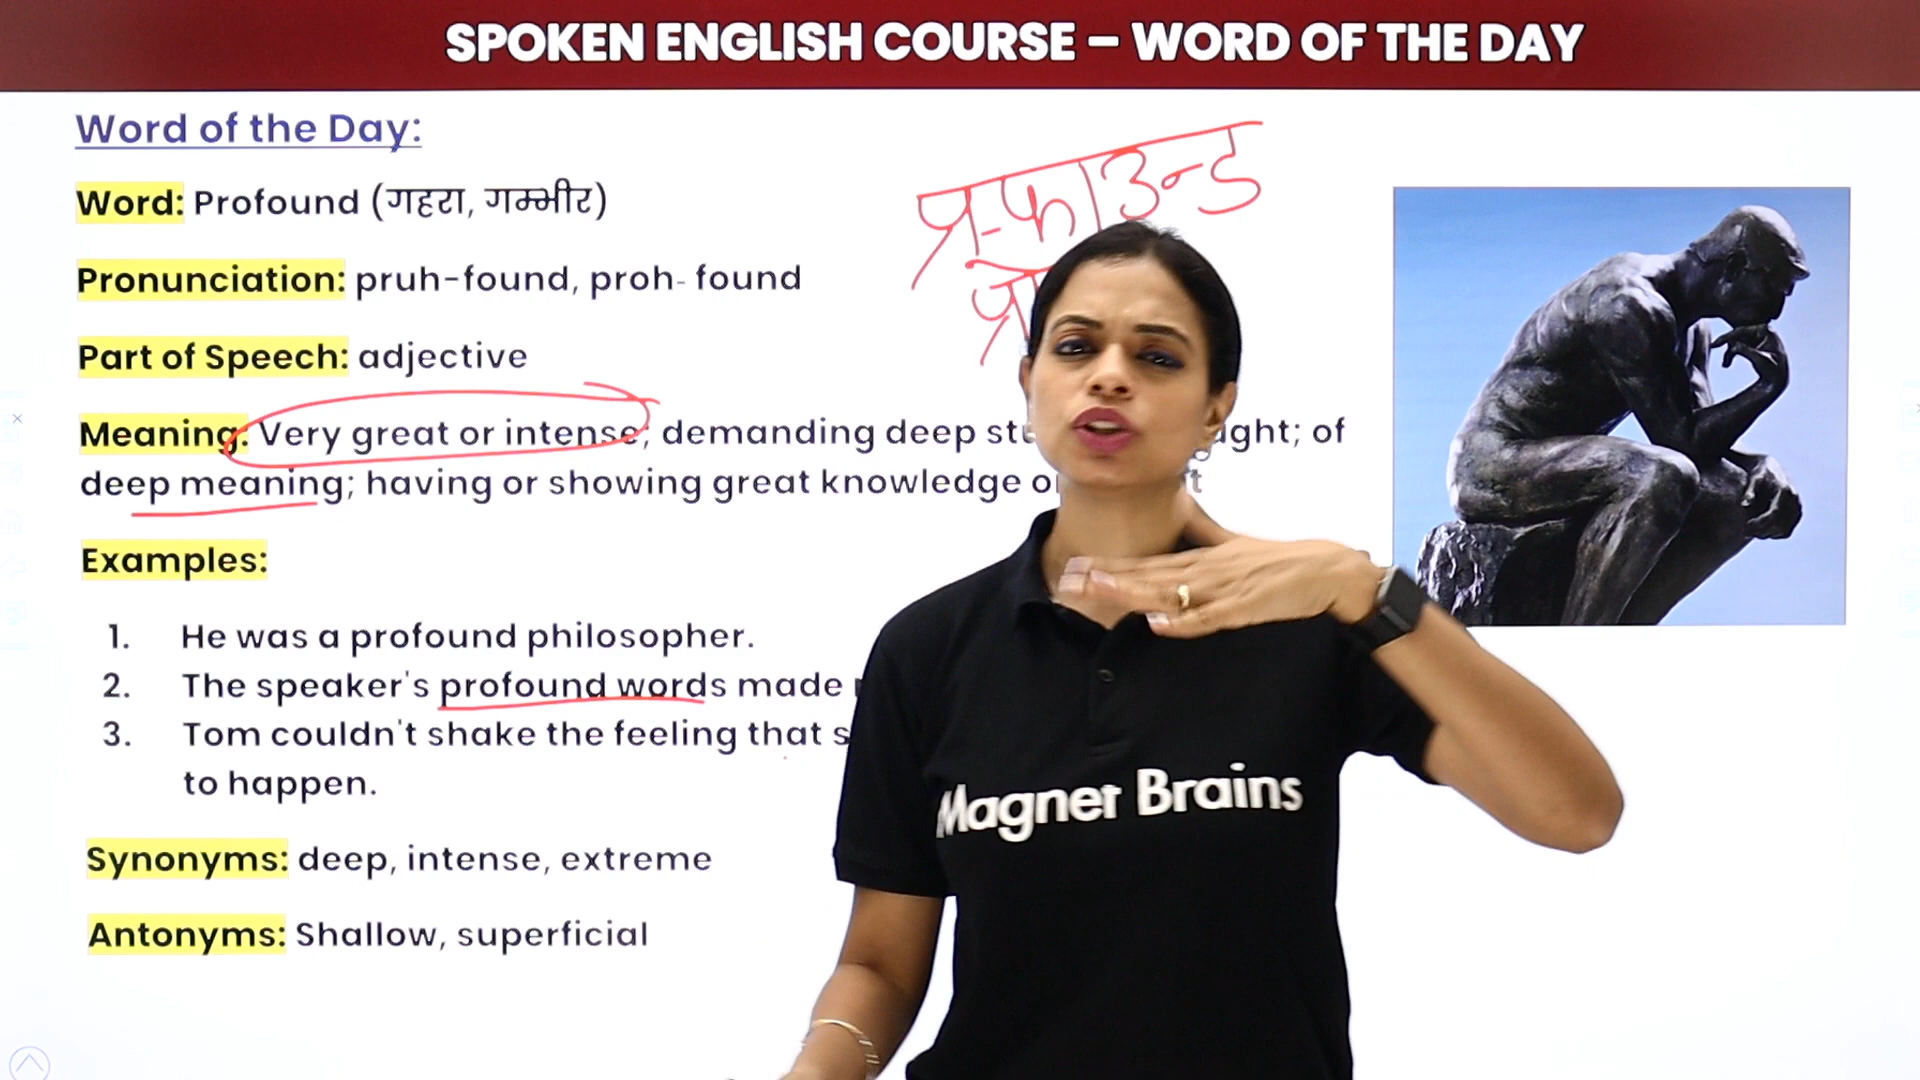 SPOKEN ENGLISH COURSE – WORD OF THE DAY
Word of the Day:
Word: Profound (गहरा, गम्भीर)
प्र-फाउन्ड
Pronunciation: pruh-found, proh- found
Part of Speech: adjective
Meaning: Very great or intense; demanding deep of
deep meaning; having or showing great knowledge
Examples:
1. He was a profound philosopher.
2. The speaker's profound words made
3. Tom couldn't shake the feeling that
to happen.
Magnet Brains
Synonyms: deep, intense, extreme
Antonyms: Shallow, superficial